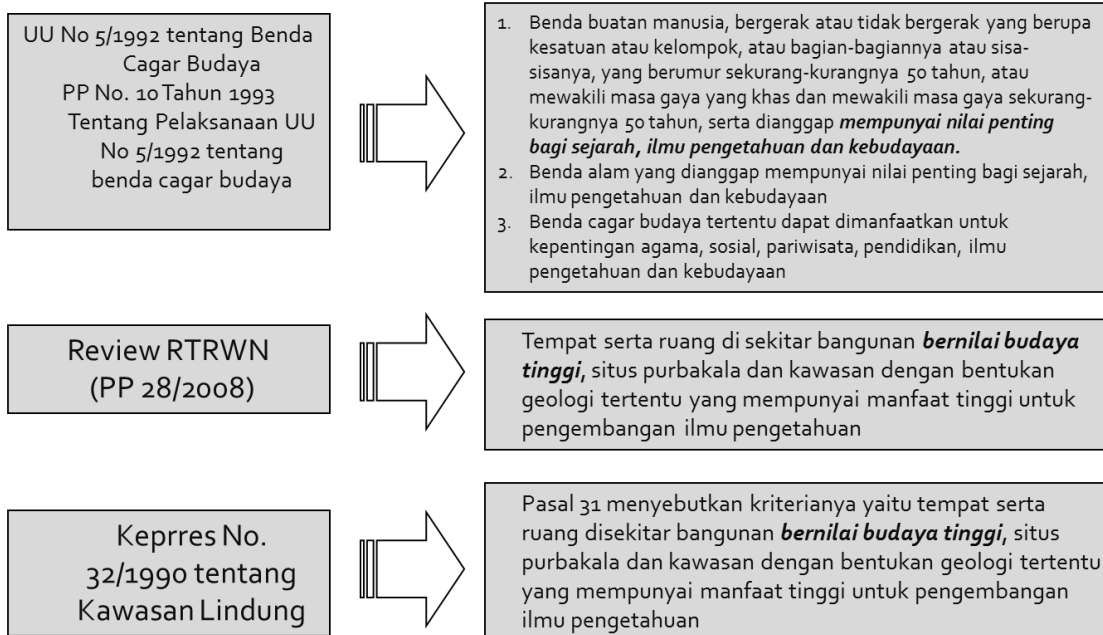 UU No 5/1992 tentang Benda
Cagar Budaya
PP No. 10 Tahun 1993
Tentang Pelaksanaan UU
No 5/1992 tentang
benda cagar budaya
1. Benda buatan manusia, bergerak atau tidak bergerak yang berupa
kesatuan atau kelompok, atau bagian-bagiannya atau sisa-
sisanya, yang berumur sekurang-kurangnya 50 tahun, atau
mewakili masa gaya yang khas dan mewakili masa gaya sekurang-
kurangnya 50 tahun, serta dianggap mempunyai nilai penting
bagi sejarah, ilmu pengetahuan dan kebudayaan.
2. Benda alam yang dianggap mempunyai nilai penting bagi sejarah,
ilmu pengetahuan dan kebudayaan
3. Benda cagar budaya tertentu dapat dimanfaatkan untuk
kepentingan agama, sosial, pariwisata, pendidikan, ilmu
pengetahuan dan kebudayaan
Review RTRWN
(PP 28/2008)
Tempat serta ruang di sekitar bangunan bernilai budaya
tinggi, situs purbakala dan kawasan dengan bentukan
geologi tertentu yang mempunyai manfaat tinggi untuk
pengembangan ilmu pengetahuan
Keprres No.
32/1990 tentang
Kawasan Lindung
Pasal 31 menyebutkan kriterianya yaitu tempat serta
ruang disekitar bangunan bernilai budaya tinggi, situs
purbakala dan kawasan dengan bentukan geologi tertentu
yang mempunyai manfaat tinggi untuk pengembangan
ilmu pengetahuan